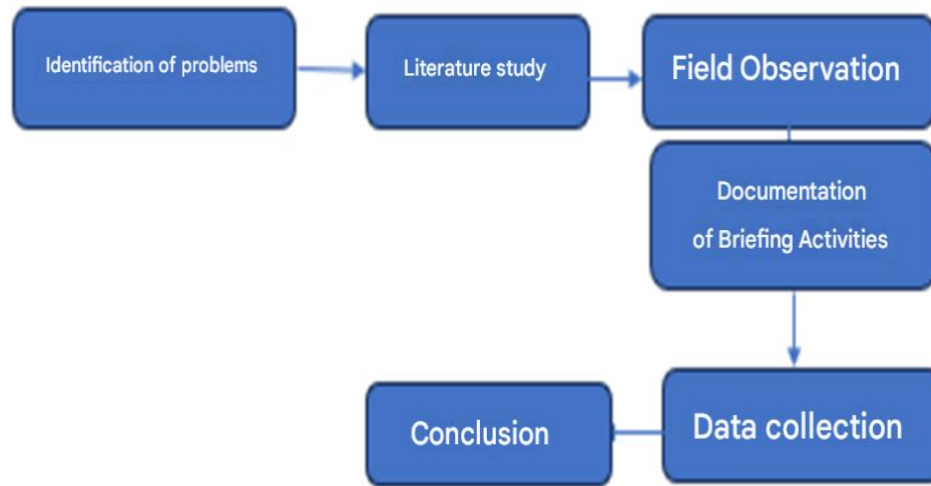 Identification of problems
Literature study
Field Observation
Documentation
of Briefing Activities
Data collection
Conclusion